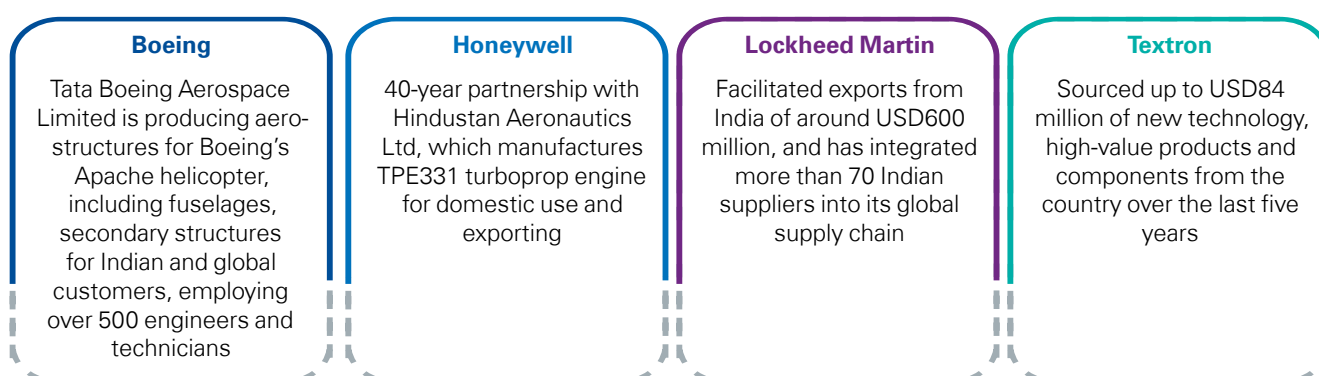 Boeing
Tata Boeing Aerospace
Limited is producing aero-
structures for Boeing's
Apache helicopter,
including fuselages,
secondary structures
for Indian and global
customers, employing
over 500 engineers and
technicians
Honeywell
40-year partnership with
Hindustan Aeronautics
Ltd, which manufactures
TPE331 turboprop engine
for domestic use and
exporting
Lockheed Martin
Facilitated exports from
India of around USD600
million, and has integrated
more than 70 Indian
suppliers into its global
supply chain
Textron
Sourced up to USD84
million of new technology,
high-value products and
components from the
country over the last five
years